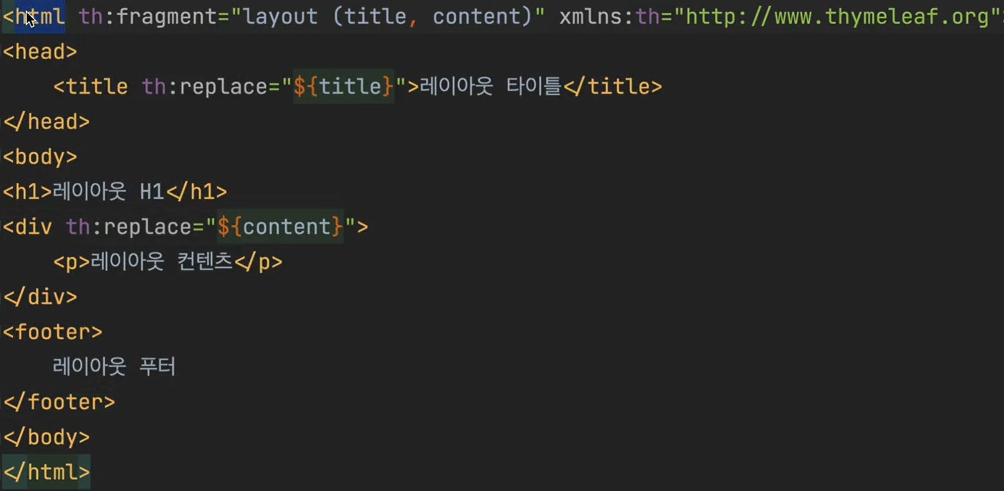 <html th:fragment="layout (title, content)" xmlns:th="http://www.thymeleaf.org"
<head>
    <title th:replace="${title}">레이아웃 타이틀</title>
</head>
<body>
<h1>레이아웃 H1</h1>
<div th:replace="${content}">
    <p>레이아웃 컨텐츠</p>
</div>
<footer>
    레이아웃 푸터
</footer>
</body>
</html>